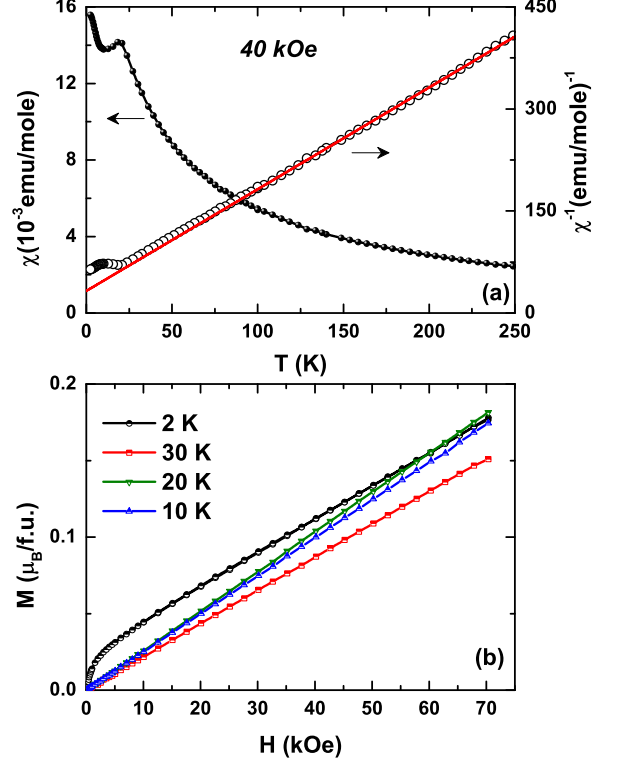 16
14
12
8
4
0
χ(10⁻³emu/mole)
40 kOe
450
300
150
0
χ⁻¹(emu/mole)⁻¹
(a)
0 50 100 150 200 250
T (K)
0.2
0.1
0.0
M (μ_B/f.u.)
2 K
30 K
20 K
10 K
(b)
0 10 20 30 40 50 60 70
H (kOe)